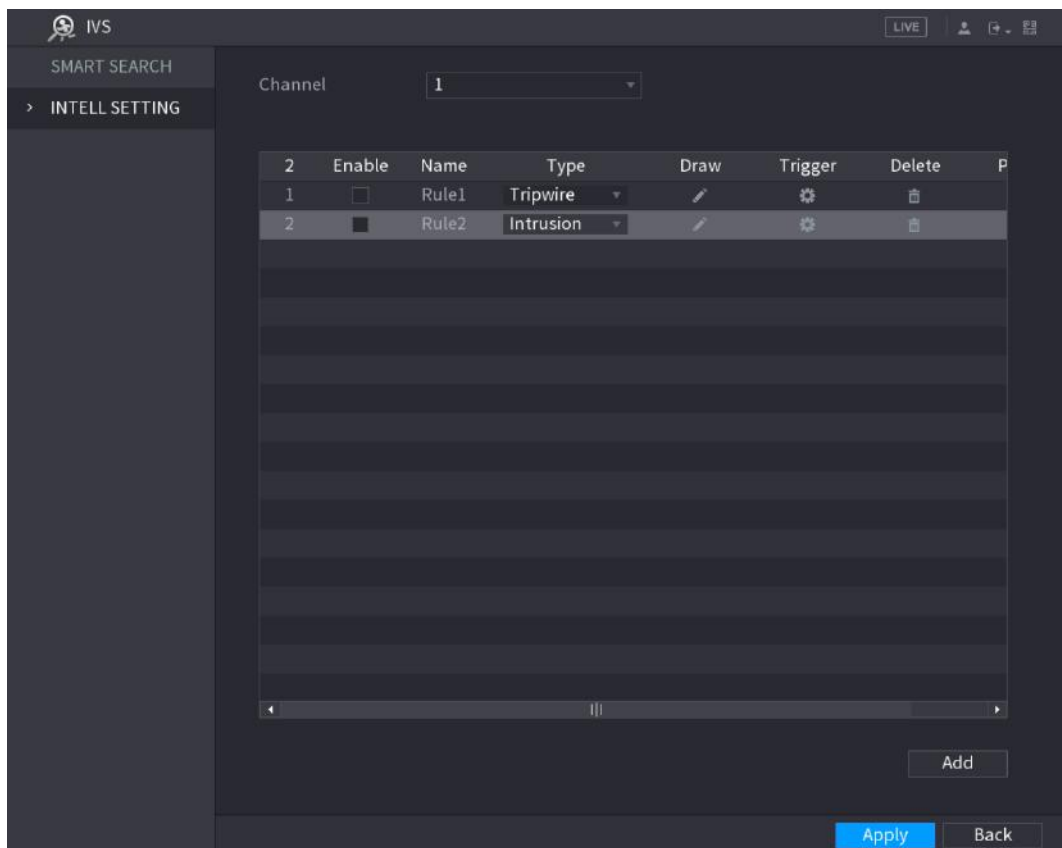 IVS LIVE
SMART SEARCH
INTELL SETTING
Channel 1
2 Enable Name Type Draw Trigger Delete P
1 Rule1 Tripwire
2 Rule2 Intrusion
Add
Apply Back